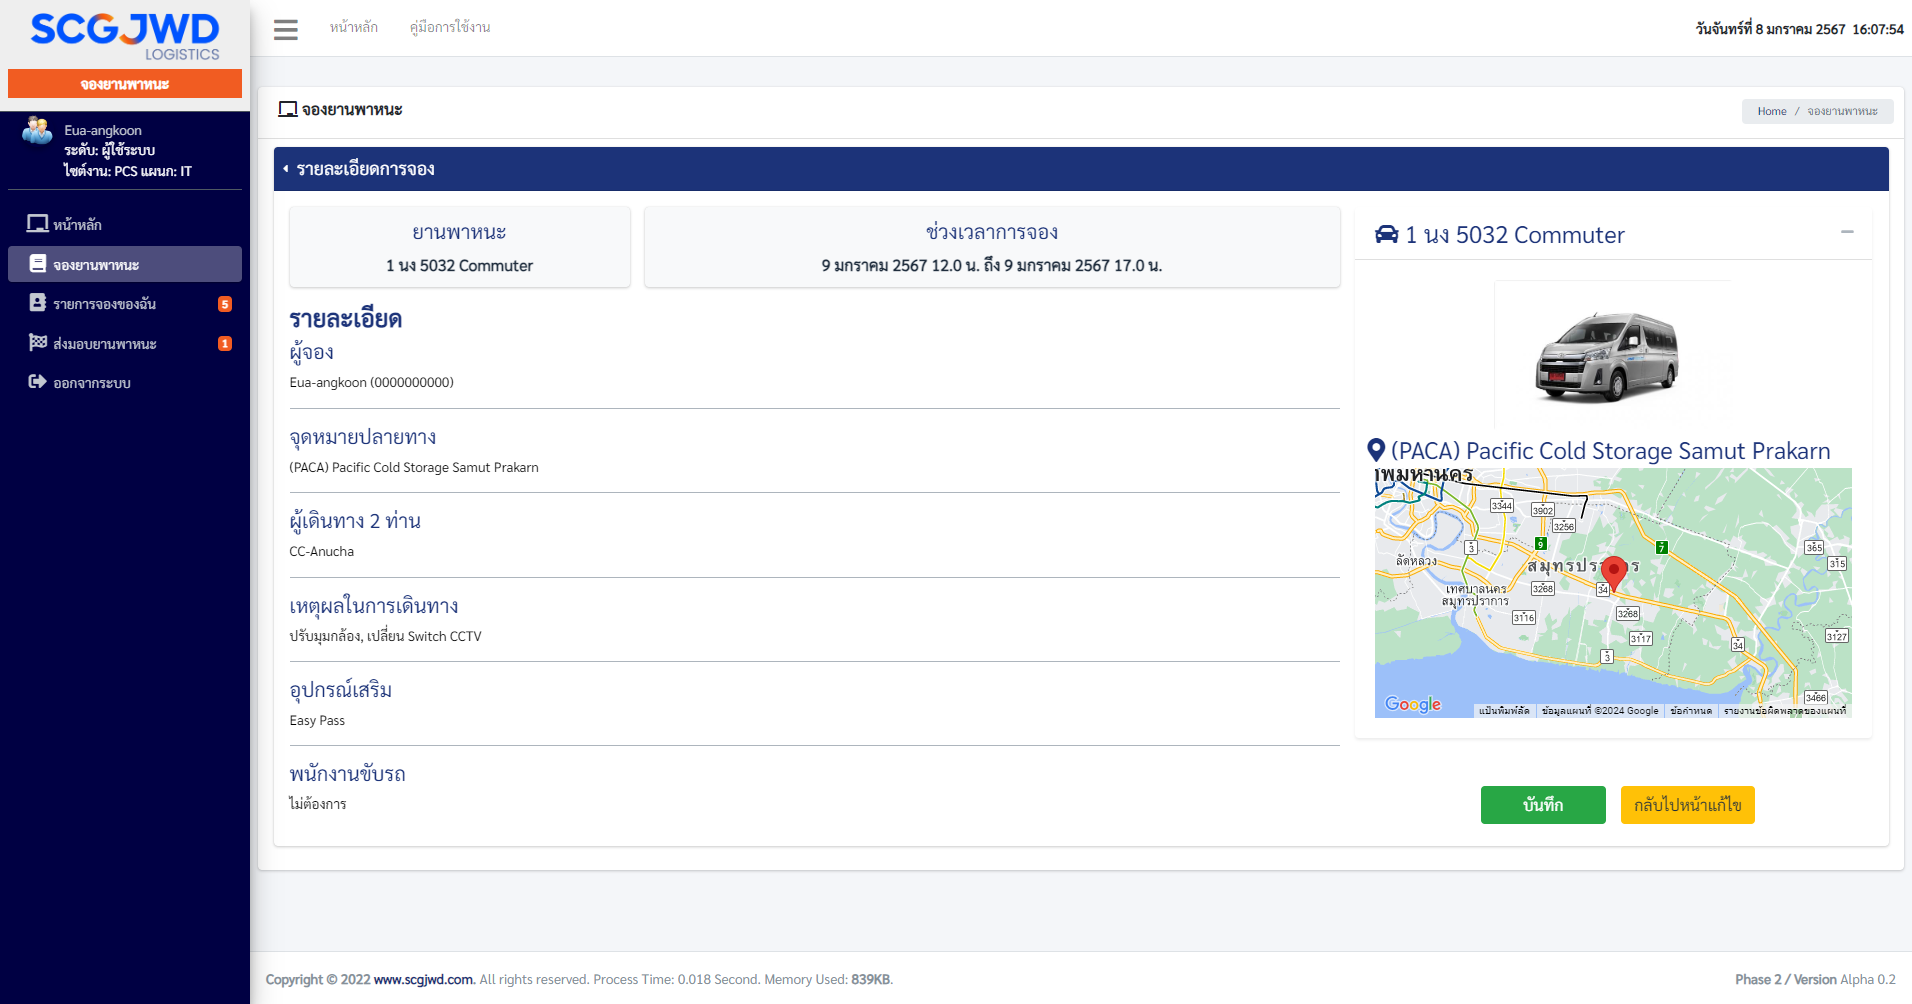 SCGJWD
LOGISTICS
จองยานพาหนะ
Eua-angkoon
ระดับ: ผู้ใช้ระบบ
ไซต์งาน: PCS แผนก: IT
หน้าหลัก
จองยานพาหนะ
รายการจองของฉัน 5
ส่งมอบยานพาหนะ 1
ออกจากระบบ
หน้าหลัก คู่มือการใช้งาน
วันจันทร์ที่ 8 มกราคม 2567 16:07:54
จองยานพาหนะ
Home / จองยานพาหนะ
รายละเอียดการจอง
ยานพาหนะ
1 นง 5032 Commuter
ช่วงเวลาการจอง
9 มกราคม 2567 12.0 น. ถึง 9 มกราคม 2567 17.0 น.
รายละเอียด
ผู้จอง
Eua-angkoon (0000000000)
จุดหมายปลายทาง
(PACA) Pacific Cold Storage Samut Prakarn
ผู้เดินทาง 2 ท่าน
CC-Anucha
เหตุผลในการเดินทาง
ปรับมุมกล้อง, เปลี่ยน Switch CCTV
อุปกรณ์เสริม
Easy Pass
พนักงานขับรถ
ไม่ต้องการ
1 นง 5032 Commuter
(PACA) Pacific Cold Storage Samut Prakarn
3344
3902
3256
3
9
7
365
315
ลัดหลวง
เทศบาลนคร
สมุทรปราการ
3268
34
3268
3116
3117
3
34
3127
3466
Google
แป้นพิมพ์ลัด ข้อมูลแผนที่ ©2024 Google ข้อกำหนด รายงานข้อผิดพลาดของแผนที่
บันทึก กลับไปหน้าแก้ไข
Copyright © 2022 www.scgjwd.com. All rights reserved. Process Time: 0.018 Second. Memory Used: 839KB.
Phase 2 / Version Alpha 0.2